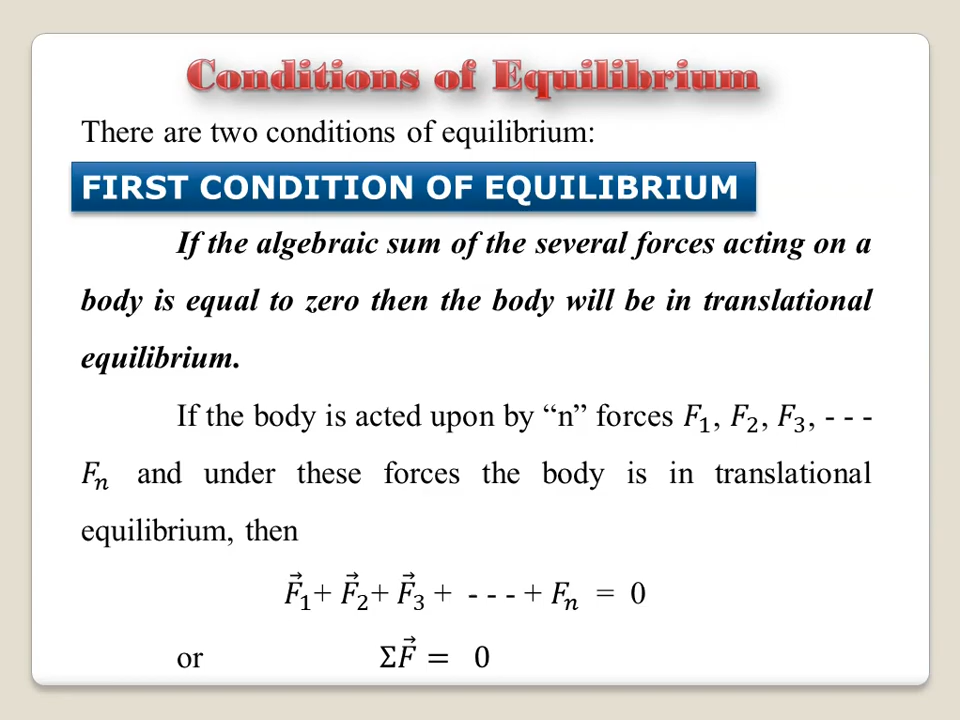 Conditions of Equilibrium
There are two conditions of equilibrium:
FIRST CONDITION OF EQUILIBRIUM
If the algebraic sum of the several forces acting on a
body is equal to zero then the body will be in translational
equilibrium.
If the body is acted upon by “n” forces F₁, F₂, F₃, - - -
Fₙ and under these forces the body is in translational
equilibrium, then
F⃗₁+ F⃗₂+ F⃗₃ + - - - + Fₙ = 0
or ΣF⃗ = 0